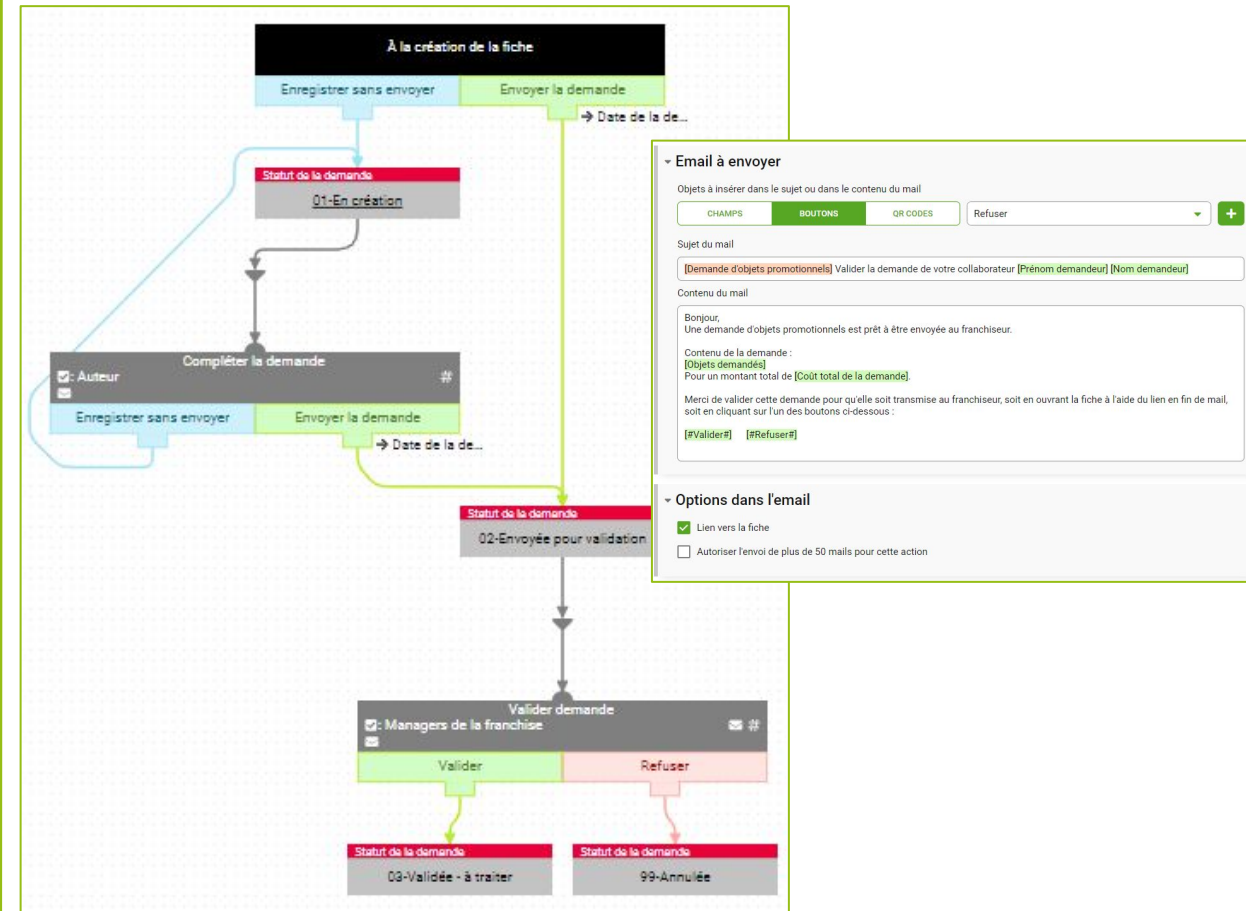 À la création de la fiche
Enregistrer sans envoyer
Envoyer la demande
Date de la de...
Statut de la demande
01-En création
Compléter la demande
: Auteur
#
Enregistrer sans envoyer
Envoyer la demande
Date de la de...
Statut de la demande
02-Envoyée pour validation
Valider demande
: Managers de la franchise
#
Valider
Refuser
Statut de la demande
03-Validée - à traiter
Statut de la demande
99-Annulée
Email à envoyer
Objets à insérer dans le sujet ou dans le contenu du mail
CHAMPS
BOUTONS
QR CODES
Refuser
+
Sujet du mail
[Demande d'objets promotionnels] Valider la demande de votre collaborateur [Prénom demandeur] [Nom demandeur]
Contenu du mail
Bonjour,
Une demande d'objets promotionnels est prêt à être envoyée au franchiseur.
Contenu de la demande :
[Objets demandés]
Pour un montant total de [Coût total de la demande].
Merci de valider cette demande pour qu'elle soit transmise au franchiseur, soit en ouvrant la fiche à l'aide du lien en fin de mail,
soit en cliquant sur l'un des boutons ci-dessous :
[#Valider#] [#Refuser#]
Options dans l'email
Lien vers la fiche
Autoriser l'envoi de plus de 50 mails pour cette action